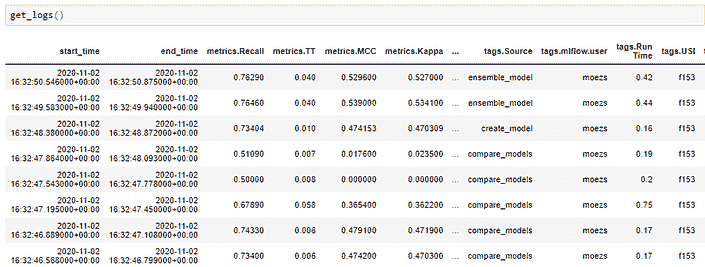 get_logs()
start_time end_time metrics.Recall metrics.TT metrics.MCC metrics.Kappa ... tags.Source tags.mlflow.user tags.Run Time tags.USI
2020-11-02 16:32:50.546000+00:00 2020-11-02 16:32:50.875000+00:00 0.76290 0.040 0.529600 0.527000 ... ensemble_model moezs 0.42 f153
2020-11-02 16:32:49.583000+00:00 2020-11-02 16:32:49.940000+00:00 0.76460 0.040 0.539000 0.534100 ... ensemble_model moezs 0.44 f153
2020-11-02 16:32:48.380000+00:00 2020-11-02 16:32:48.872000+00:00 0.73404 0.010 0.474153 0.470309 ... create_model moezs 0.16 f153
2020-11-02 16:32:47.864000+00:00 2020-11-02 16:32:48.093000+00:00 0.51090 0.007 0.017600 0.023500 ... compare_models moezs 0.19 f153
2020-11-02 16:32:47.543000+00:00 2020-11-02 16:32:47.778000+00:00 0.50000 0.008 0.000000 0.000000 ... compare_models moezs 0.2 f153
2020-11-02 16:32:47.195000+00:00 2020-11-02 16:32:47.450000+00:00 0.67890 0.058 0.365400 0.362200 ... compare_models moezs 0.75 f153
2020-11-02 16:32:46.889000+00:00 2020-11-02 16:32:47.108000+00:00 0.74330 0.006 0.479100 0.471900 ... compare_models moezs 0.17 f153
2020-11-02 16:32:46.568000+00:00 2020-11-02 16:32:46.799000+00:00 0.73400 0.006 0.474200 0.470300 ... compare_models moezs 0.17 f153